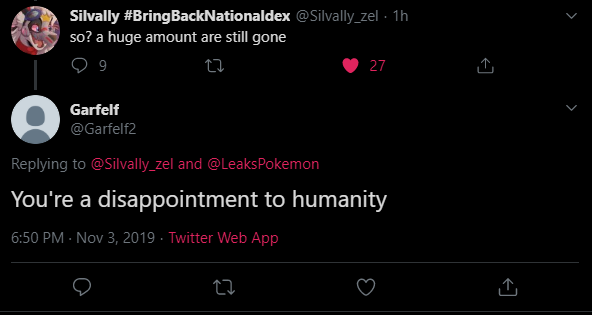 Silvally #BringBackNationaldex @Silvally_zel · 1h
so? a huge amount are still gone
9 27
Garfelf
@Garfelf2
Replying to @Silvally_zel and @LeaksPokemon
You're a disappointment to humanity
6:50 PM · Nov 3, 2019 · Twitter Web App